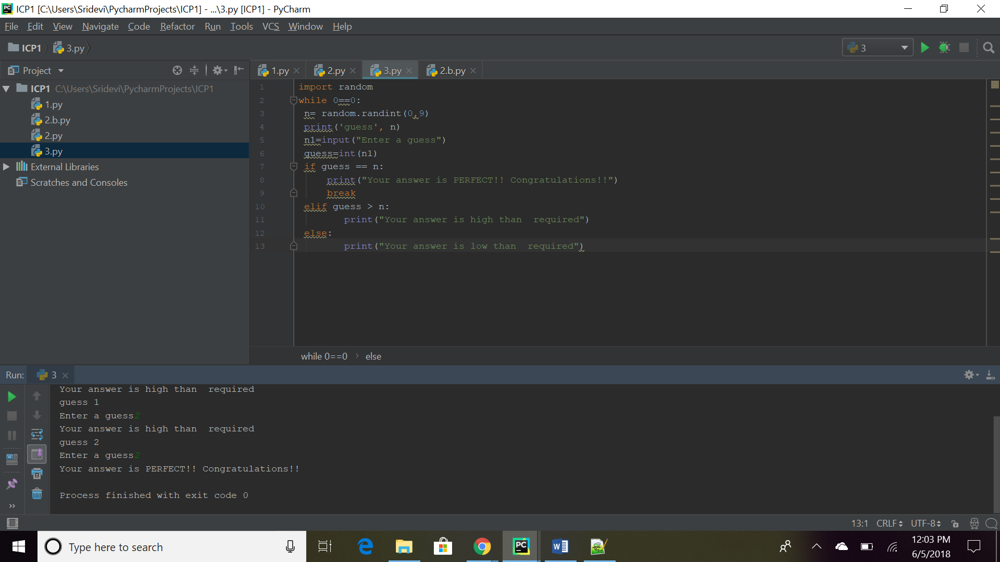 ICP1 [C:\Users\Sridevi\PycharmProjects\ICP1] - ...\3.py [ICP1] - PyCharm
File Edit View Navigate Code Refactor Run Tools VCS Window Help
ICP1 3.py
3
Project
1.py 2.py 3.py 2.b.py
ICP1 C:\Users\Sridevi\PycharmProjects\ICP1
1.py
2.b.py
2.py
3.py
External Libraries
Scratches and Consoles
1 import random
2 while 0==0:
3 n= random.randint(0,9)
4 print('guess', n)
5 n1=input("Enter a guess")
6 guess=int(n1)
7 if guess == n:
8 print("Your answer is PERFECT!! Congratulations!!")
9 break
10 elif guess > n:
11 print("Your answer is high than  required")
12 else:
13 print("Your answer is low than  required")
while 0==0 › else
Run: 3
Your answer is high than  required
guess 1
Enter a guess2
Your answer is high than  required
guess 2
Enter a guess2
Your answer is PERFECT!! Congratulations!!
Process finished with exit code 0
13:1 CRLF UTF-8
Type here to search
12:03 PM
6/5/2018